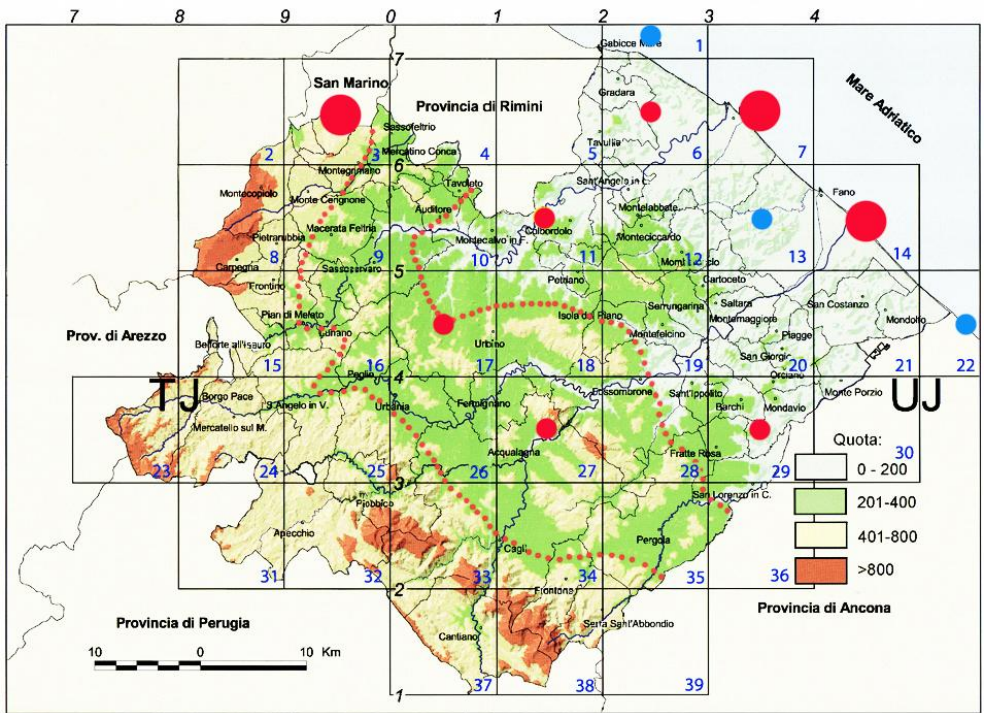 7 8 9 0 1 2 3 4
Gabicce Mare
1
7
San Marino
Gradara
Mare Adriatico
Provincia di Rimini
Sassofeltrio
Tavullia
Mercatino Conca
2 3 4 5 6 7
Montegrimano
6
Sant'Angelo in L.
Tavoleto
Montecopiolo
Monte Cerignone
Fano
Auditore
Montelabbate
Macerata Feltria
Colbordolo
Monteciccardo
Pietrarubbia
Montecalvo in F.
8 9 10 11 12 13 14
Carpegna
Sassocorvaro
5
Petriano
Cartoceto
Frontino
Serrungarina
Saltara
San Costanzo
Pian di Meleto
Isola del Piano
Montemaggiore
Mondolfo
Prov. di Arezzo
Lunano
Urbino
Montefelcino
Piagge
Belforte all'Isauro
San Giorgio
15 16 17 18 19 20 21 22
Peglio
4
Orciano
TJ
Borgo Pace
S.Angelo in V.
Urbania
Fermignano
Fossombrone
Sant'Ippolito
Monte Porzio
UJ
Barchi
Mondavio
Mercatello sul M.
Acqualagna
Fratte Rosa
Quota:
23 24 25 26 27 28 29 30
3
0 - 200
San Lorenzo in C.
Piobbico
201-400
Apecchio
401-800
Cagli
Pergola
>800
31 32 33 34 35 36
2
Frontone
Provincia di Ancona
Provincia di Perugia
Serra Sant'Abbondio
Cantiano
10 0 10 Km
37 38 39
1